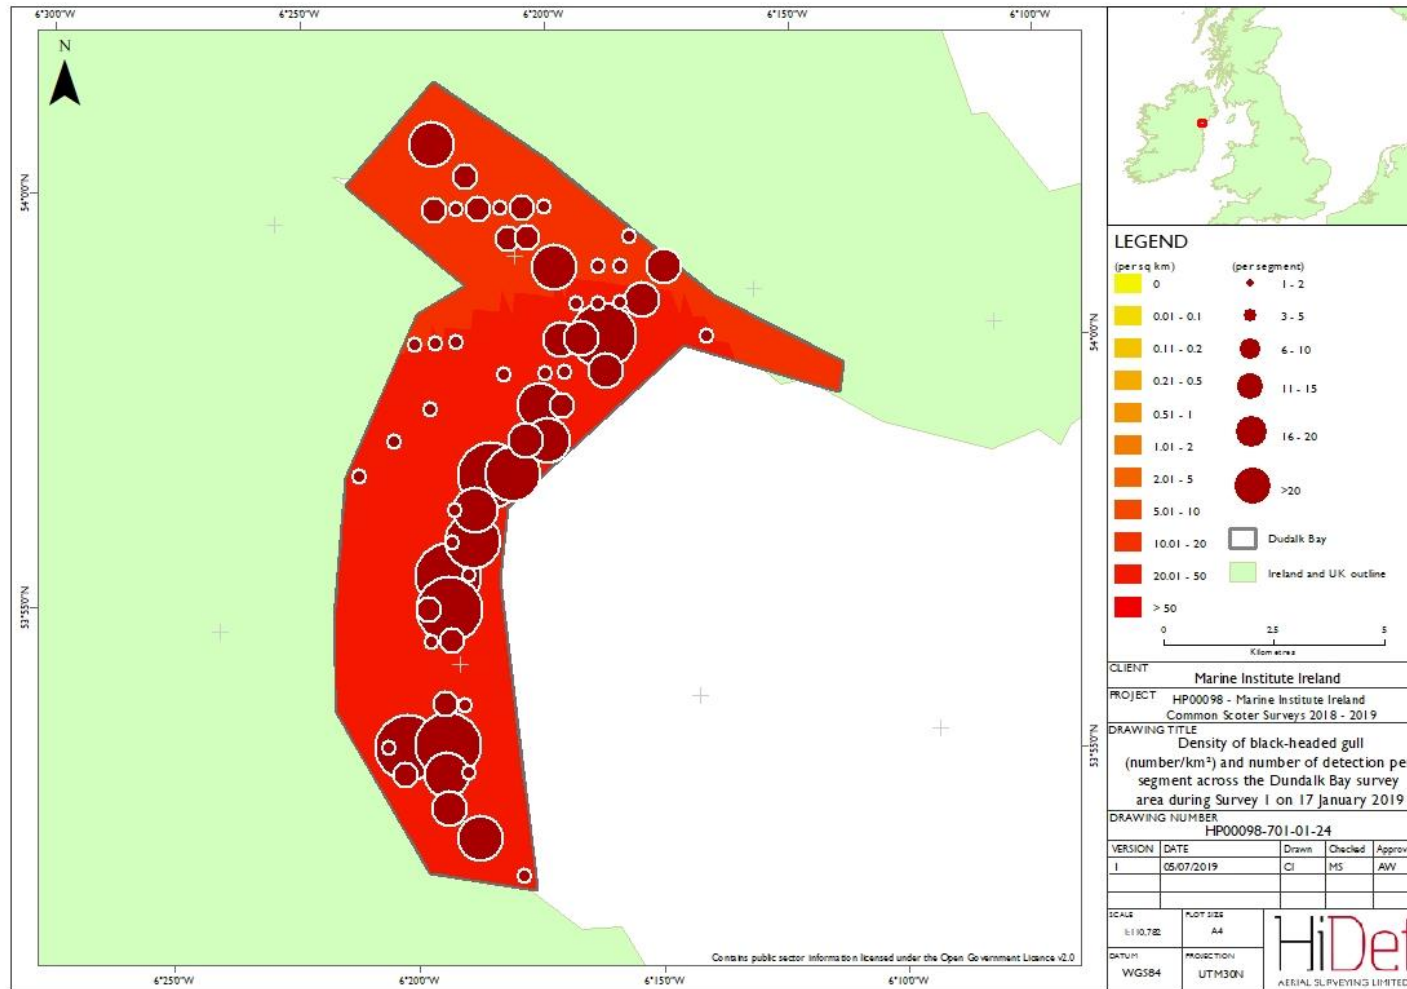 6°30'0"W 6°25'0"W 6°20'0"W 6°15'0"W 6°10'0"W
N
54°0'0"N
54°0'0"N
53°55'0"N
53°55'0"N
6°25'0"W 6°20'0"W 6°15'0"W 6°10'0"W
Contains public sector information licensed under the Open Government Licence v2.0
LEGEND
(per sq km) (per segment)
0 1 - 2
0.01 - 0.1 3 - 5
0.11 - 0.2 6 - 10
0.21 - 0.5 11 - 15
0.51 - 1
1.01 - 2 16 - 20
2.01 - 5 >20
5.01 - 10
10.01 - 20 Dudalk Bay
20.01 - 50 Ireland and UK outline
> 50
0 2.5 5
Kilometres
CLIENT
Marine Institute Ireland
PROJECT HP00098 - Marine Institute Ireland
Common Scoter Surveys 2018 - 2019
DRAWING TITLE
Density of black-headed gull
(number/km²) and number of detection pe
segment across the Dundalk Bay survey
area during Survey 1 on 17 January 2019
DRAWING NUMBER
HP00098-701-01-24
VERSION DATE Drawn Checked Approv
1 05/07/2019 CI MS AW
SCALE PLOT SIZE
A4
DATUM PROJECTION
WGS84 UTM30N
HiDef
AERIAL SURVEYING LIMITED